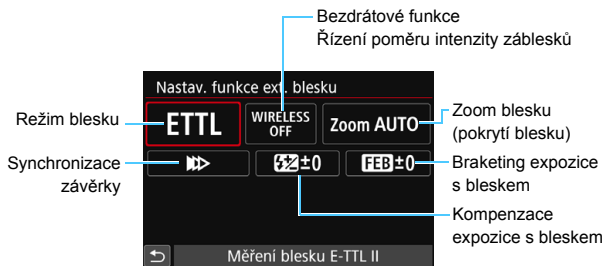 Bezdrátové funkce
Řízení poměru intenzity záblesků
Nastav. funkce ext. blesku
Režim blesku
ETTL
WIRELESS
OFF
Zoom AUTO
Zoom blesku
(pokrytí blesku)
Synchronizace
závěrky
±0
FEB±0
Braketing expozice
s bleskem
Kompenzace
expozice s bleskem
Měření blesku E-TTL II